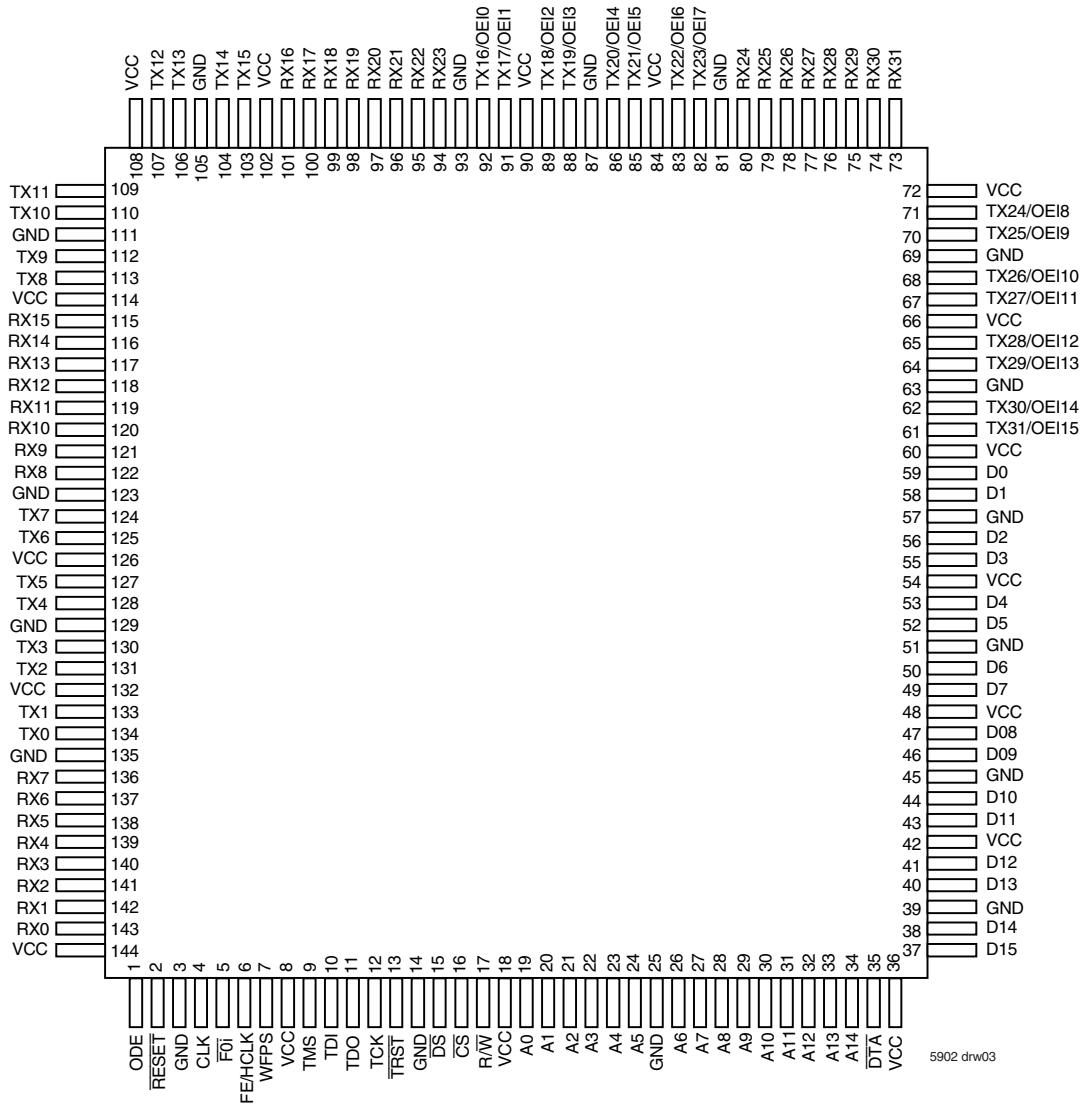 VCC TX12 TX13 GND TX14 TX15 VCC RX16 RX17 RX18 RX19 RX20 RX21 RX22 RX23 GND TX16/OEI0 TX17/OEI1 VCC TX18/OEI2 TX19/OEI3 GND TX20/OEI4 TX21/OEI5 VCC TX22/OEI6 TX23/OEI7 GND RX24 RX25 RX26 RX27 RX28 RX29 RX30 RX31
108 107 106 105 104 103 102 101 100 99 98 97 96 95 94 93 92 91 90 89 88 87 86 85 84 83 82 81 80 79 78 77 76 75 74 73
TX11 109 72 VCC
TX10 110 71 TX24/OEI8
GND 111 70 TX25/OEI9
TX9 112 69 GND
TX8 113 68 TX26/OEI10
VCC 114 67 TX27/OEI11
RX15 115 66 VCC
RX14 116 65 TX28/OEI12
RX13 117 64 TX29/OEI13
RX12 118 63 GND
RX11 119 62 TX30/OEI14
RX10 120 61 TX31/OEI15
RX9 121 60 VCC
RX8 122 59 D0
GND 123 58 D1
TX7 124 57 GND
TX6 125 56 D2
VCC 126 55 D3
TX5 127 54 VCC
TX4 128 53 D4
GND 129 52 D5
TX3 130 51 GND
TX2 131 50 D6
VCC 132 49 D7
TX1 133 48 VCC
TX0 134 47 D08
GND 135 46 D09
RX7 136 45 GND
RX6 137 44 D10
RX5 138 43 D11
RX4 139 42 VCC
RX3 140 41 D12
RX2 141 40 D13
RX1 142 39 GND
RX0 143 38 D14
VCC 144 37 D15
1 2 3 4 5 6 7 8 9 10 11 12 13 14 15 16 17 18 19 20 21 22 23 24 25 26 27 28 29 30 31 32 33 34 35 36
ODE R̅E̅S̅E̅T̅ GND CLK F̅0̅i̅ FE/HCLK WFPS VCC TMS TDI TDO TCK T̅R̅S̅T̅ GND D̅S̅ C̅S̅ R/W̅ VCC A0 A1 A2 A3 A4 A5 GND A6 A7 A8 A9 A10 A11 A12 A13 A14 D̅T̅A̅ VCC
5902 drw03